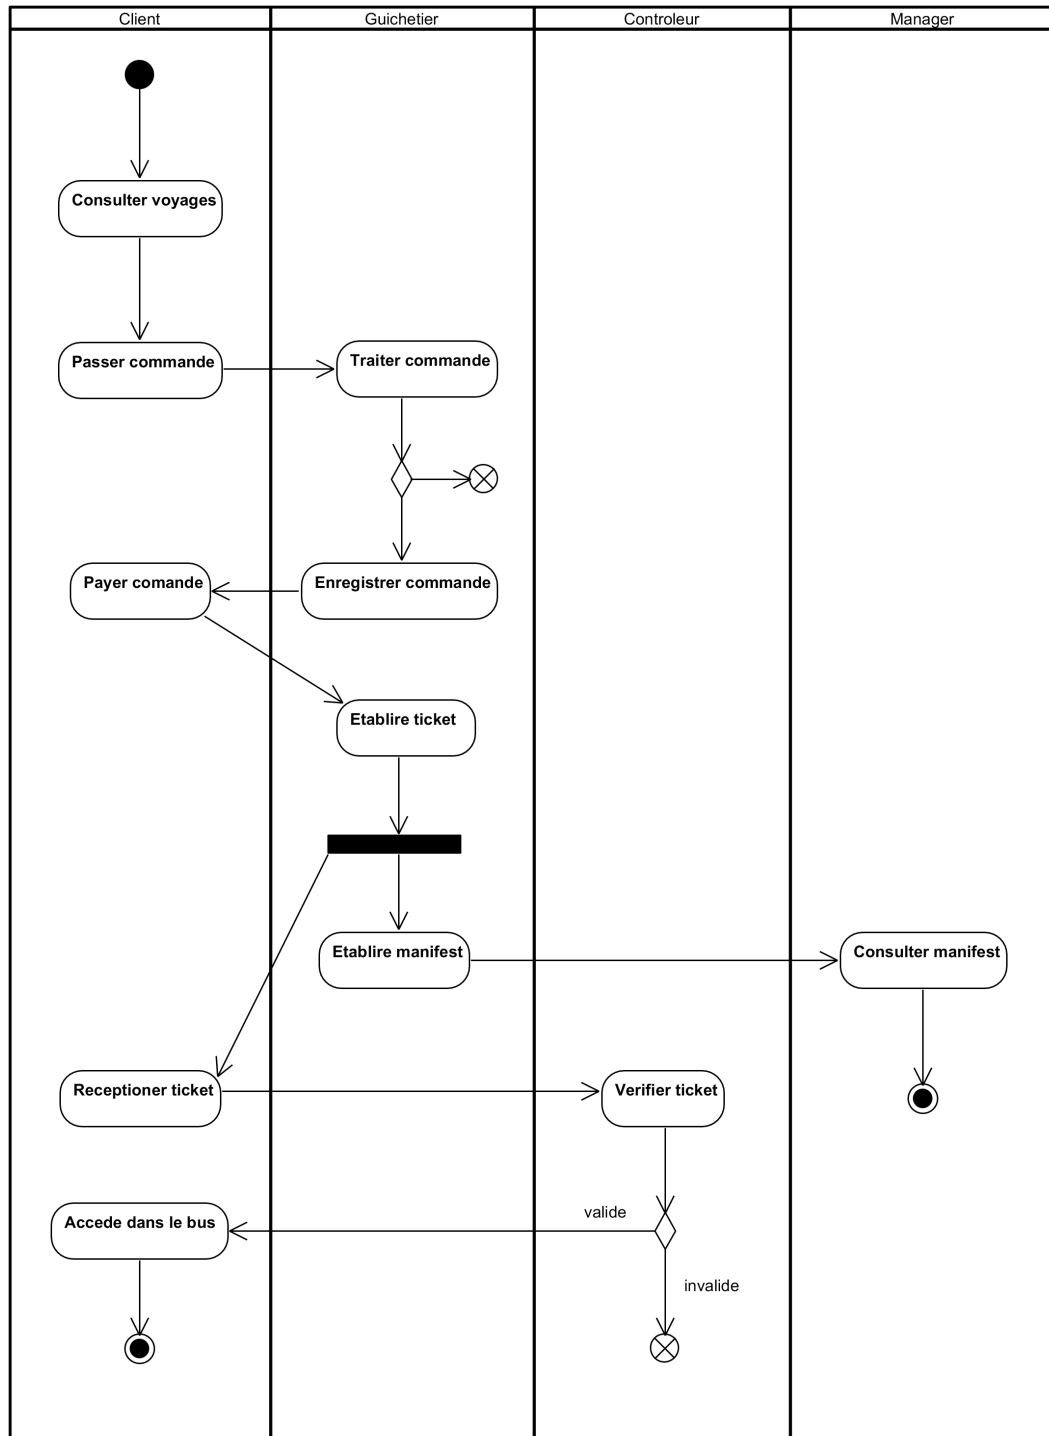 Client
Guichetier
Controleur
Manager
Consulter voyages
Passer commande
Traiter commande
Payer comande
Enregistrer commande
Etablire ticket
Etablire manifest
Consulter manifest
Receptioner ticket
Verifier ticket
Accede dans le bus
valide
invalide